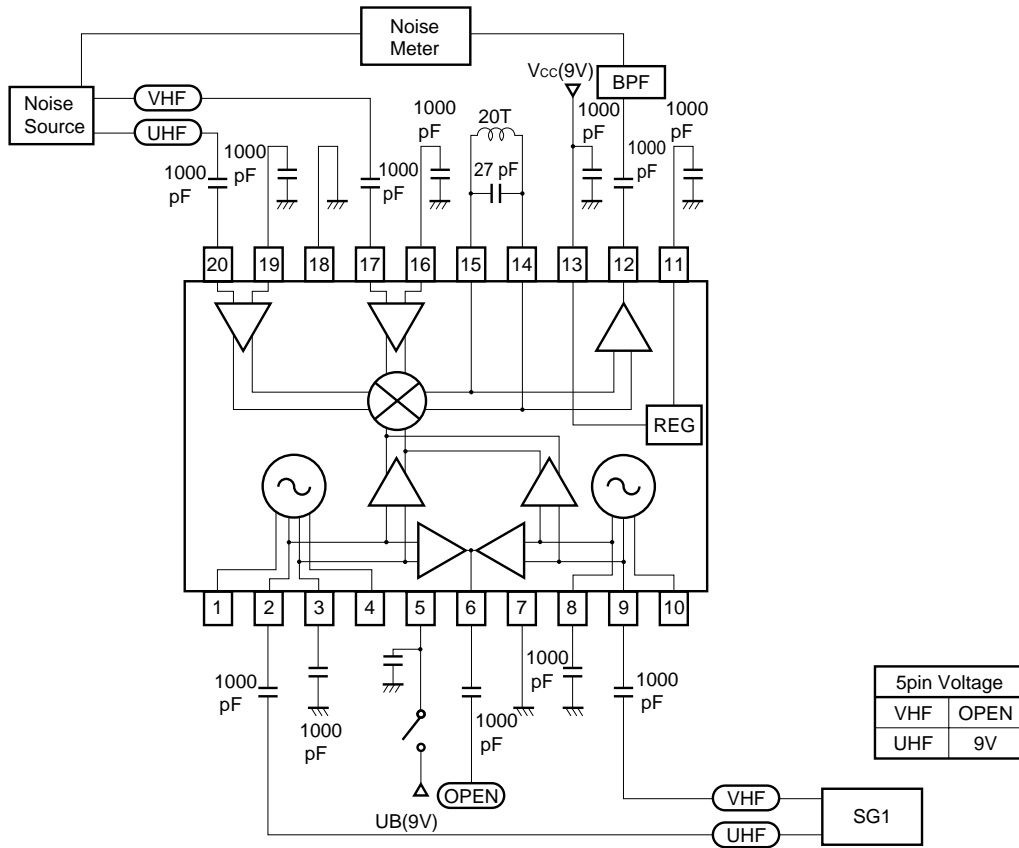 Noise
Meter
Vcc(9V)
BPF
Noise
Source
VHF
UHF
1000
pF
1000
pF
1000
pF
1000
pF
20T
27 pF
1000
pF
1000
pF
1000
pF
20
19
18
17
16
15
14
13
12
11
REG
1
2
3
4
5
6
7
8
9
10
1000
pF
1000
pF
1000
pF
1000
pF
1000
pF
OPEN
UB(9V)
VHF
UHF
SG1
5pin Voltage
VHF OPEN
UHF 9V